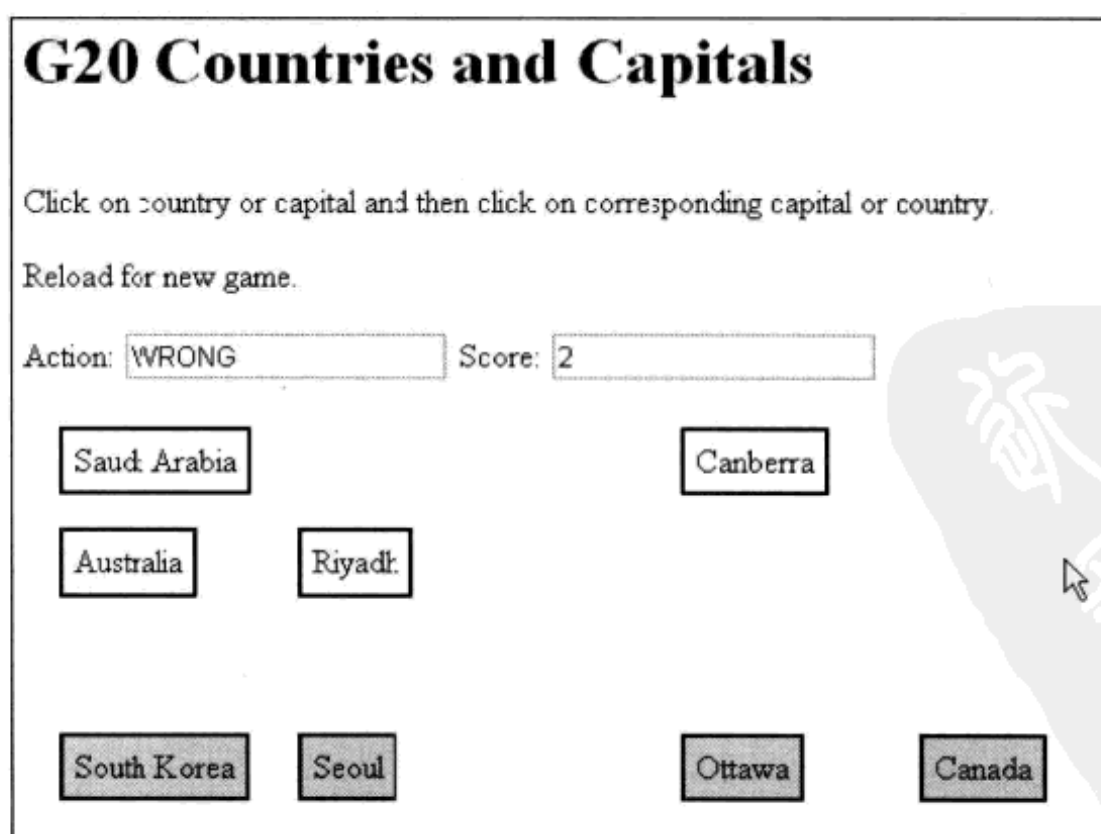 G20 Countries and Capitals
Click on country or capital and then click on corresponding capital or country.
Reload for new game.
Action: WRONG Score: 2
Saudi Arabia Canberra
Australia Riyadh
South Korea Seoul Ottawa Canada